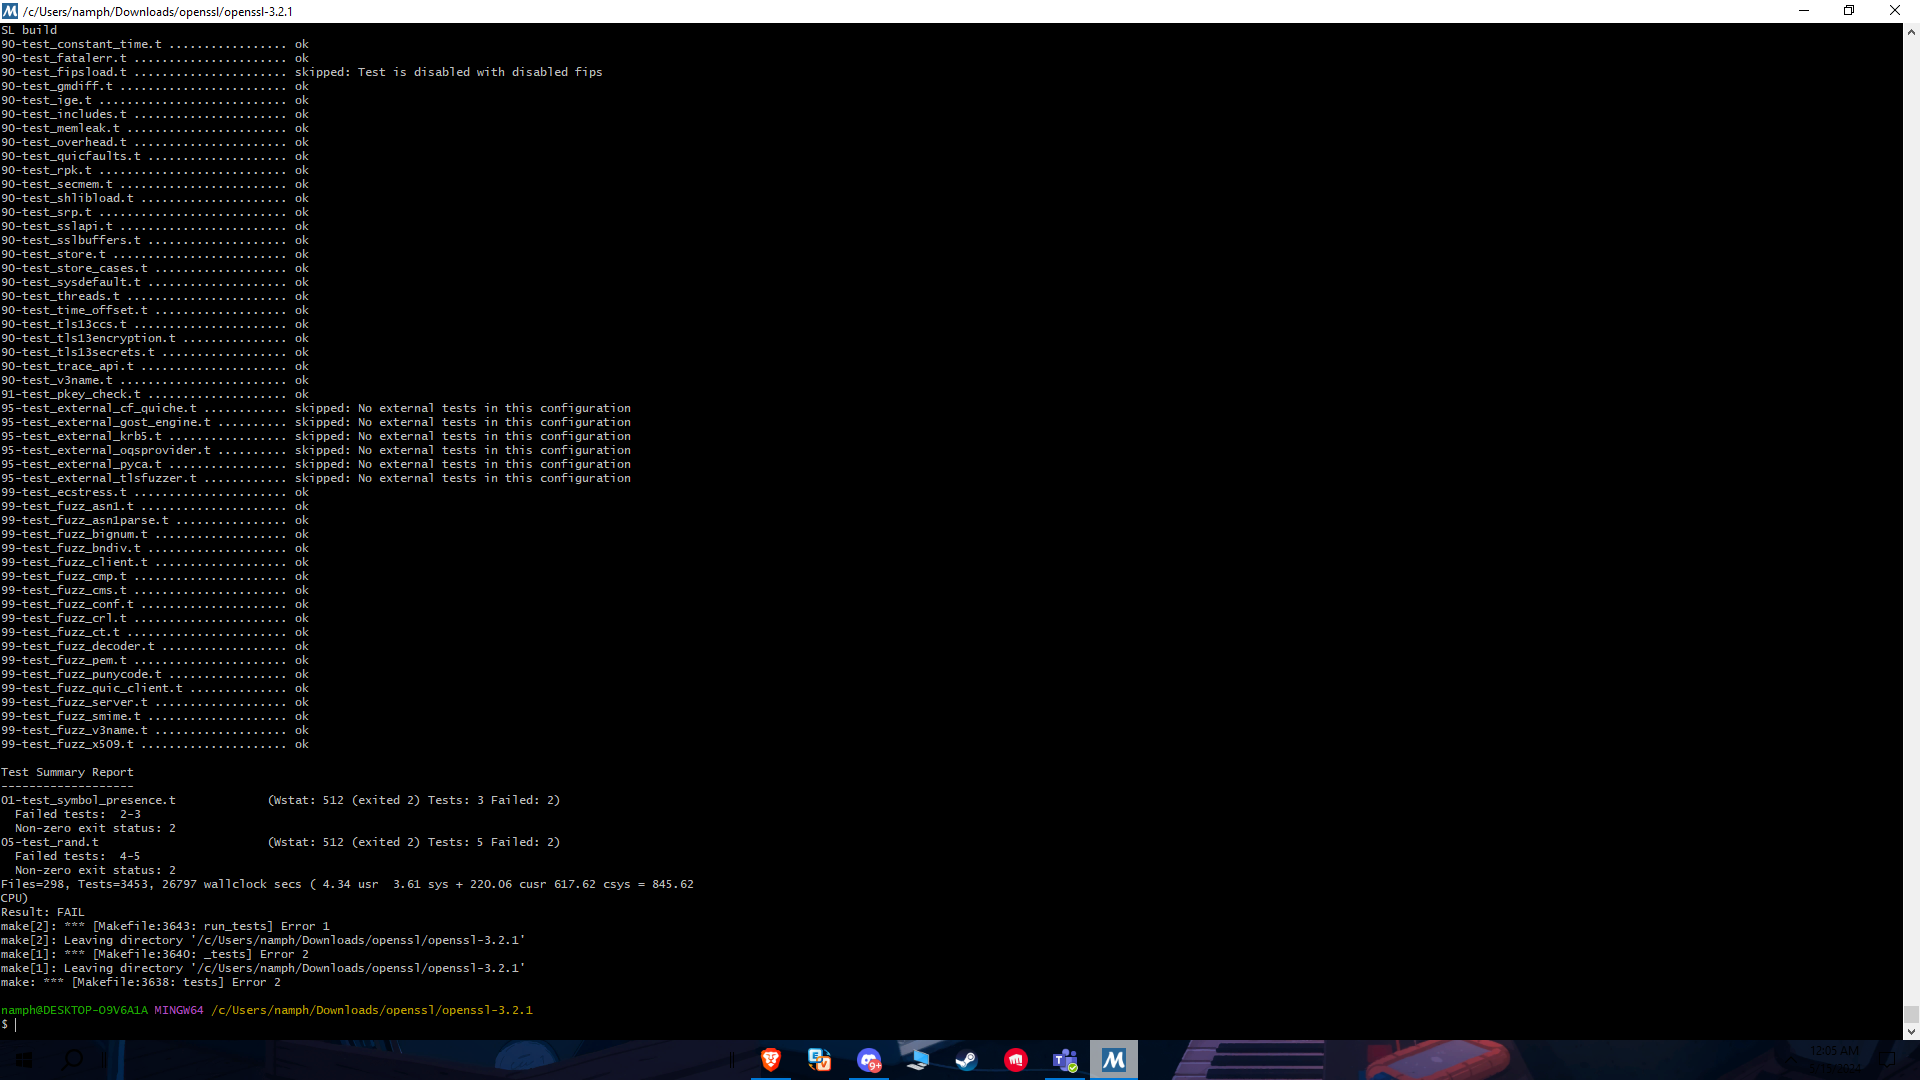 /c/Users/namph/Downloads/openssl/openssl-3.2.1
SL build
90-test_constant_time.t ................. ok
90-test_fatalerr.t ...................... ok
90-test_fipsload.t ...................... skipped: Test is disabled with disabled fips
90-test_gmdiff.t ........................ ok
90-test_ige.t ........................... ok
90-test_includes.t ...................... ok
90-test_memleak.t ....................... ok
90-test_overhead.t ...................... ok
90-test_quicfaults.t .................... ok
90-test_rpk.t ........................... ok
90-test_secmem.t ........................ ok
90-test_shlibload.t ..................... ok
90-test_srp.t ........................... ok
90-test_sslapi.t ........................ ok
90-test_sslbuffers.t .................... ok
90-test_store.t ......................... ok
90-test_store_cases.t ................... ok
90-test_sysdefault.t .................... ok
90-test_threads.t ....................... ok
90-test_time_offset.t ................... ok
90-test_tls13ccs.t ...................... ok
90-test_tls13encryption.t ............... ok
90-test_tls13secrets.t .................. ok
90-test_trace_api.t ..................... ok
90-test_v3name.t ........................ ok
91-test_pkey_check.t .................... ok
95-test_external_cf_quiche.t ............ skipped: No external tests in this configuration
95-test_external_gost_engine.t .......... skipped: No external tests in this configuration
95-test_external_krb5.t ................. skipped: No external tests in this configuration
95-test_external_oqsprovider.t .......... skipped: No external tests in this configuration
95-test_external_pyca.t ................. skipped: No external tests in this configuration
95-test_external_tlsfuzzer.t ............ skipped: No external tests in this configuration
99-test_ecstress.t ...................... ok
99-test_fuzz_asn1.t ..................... ok
99-test_fuzz_asn1parse.t ................ ok
99-test_fuzz_bignum.t ................... ok
99-test_fuzz_bndiv.t .................... ok
99-test_fuzz_client.t ................... ok
99-test_fuzz_cmp.t ...................... ok
99-test_fuzz_cms.t ...................... ok
99-test_fuzz_conf.t ..................... ok
99-test_fuzz_crl.t ...................... ok
99-test_fuzz_ct.t ....................... ok
99-test_fuzz_decoder.t .................. ok
99-test_fuzz_pem.t ...................... ok
99-test_fuzz_punycode.t ................. ok
99-test_fuzz_quic_client.t .............. ok
99-test_fuzz_server.t ................... ok
99-test_fuzz_smime.t .................... ok
99-test_fuzz_v3name.t ................... ok
99-test_fuzz_x509.t ..................... ok
Test Summary Report
-------------------
01-test_symbol_presence.t             (Wstat: 512 (exited 2) Tests: 3 Failed: 2)
  Failed tests:  2-3
  Non-zero exit status: 2
05-test_rand.t                        (Wstat: 512 (exited 2) Tests: 5 Failed: 2)
  Failed tests:  4-5
  Non-zero exit status: 2
Files=298, Tests=3453, 26797 wallclock secs ( 4.34 usr  3.61 sys + 220.06 cusr 617.62 csys = 845.62
CPU)
Result: FAIL
make[2]: *** [Makefile:3643: run_tests] Error 1
make[2]: Leaving directory '/c/Users/namph/Downloads/openssl/openssl-3.2.1'
make[1]: *** [Makefile:3640: _tests] Error 2
make[1]: Leaving directory '/c/Users/namph/Downloads/openssl/openssl-3.2.1'
make: *** [Makefile:3638: tests] Error 2
namph@DESKTOP-O9V6A1A MINGW64 /c/Users/namph/Downloads/openssl/openssl-3.2.1
$
12:05 AM